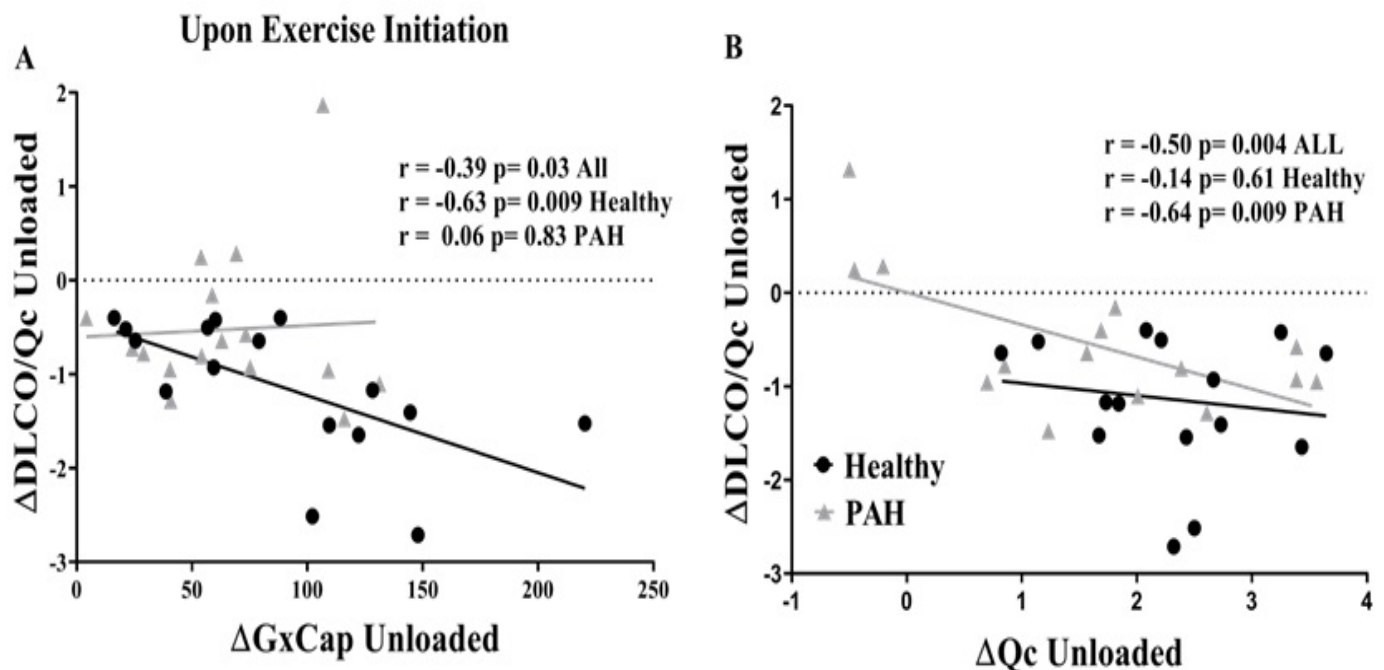 Upon Exercise Initiation
A
2
1
0
-1
-2
-3
0
50
100
150
200
250
ΔDLCO/Qc Unloaded
ΔGxCap Unloaded
r = -0.39 p= 0.03 All
r = -0.63 p= 0.009 Healthy
r = 0.06 p= 0.83 PAH
B
2
1
0
-1
-2
-3
-1
0
1
2
3
4
ΔDLCO/Qc Unloaded
ΔQc Unloaded
r = -0.50 p= 0.004 ALL
r = -0.14 p= 0.61 Healthy
r = -0.64 p= 0.009 PAH
Healthy
PAH